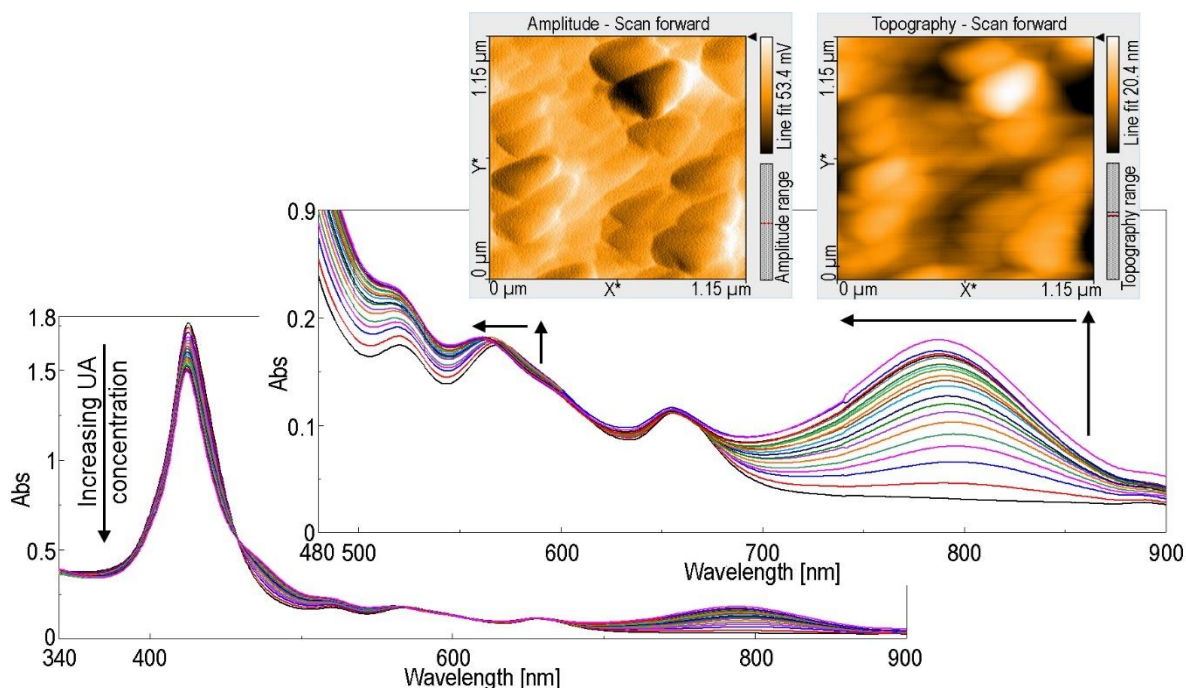 Amplitude - Scan forward
1.15 µm
Y*
0 µm
0 µm
X*
1.15 µm
Line fit 53.4 mV
Amplitude range
Topography - Scan forward
1.15 µm
Y*
0 µm
0 µm
X*
1.15 µm
Line fit 20.4 nm
Topography range
0.9
0.2
0.1
0
Abs
480 500
600
700
800
900
Wavelength [nm]
1.8
1.5
1
0.5
0
Abs
Increasing UA
concentration
340
400
600
800
900
Wavelength [nm]